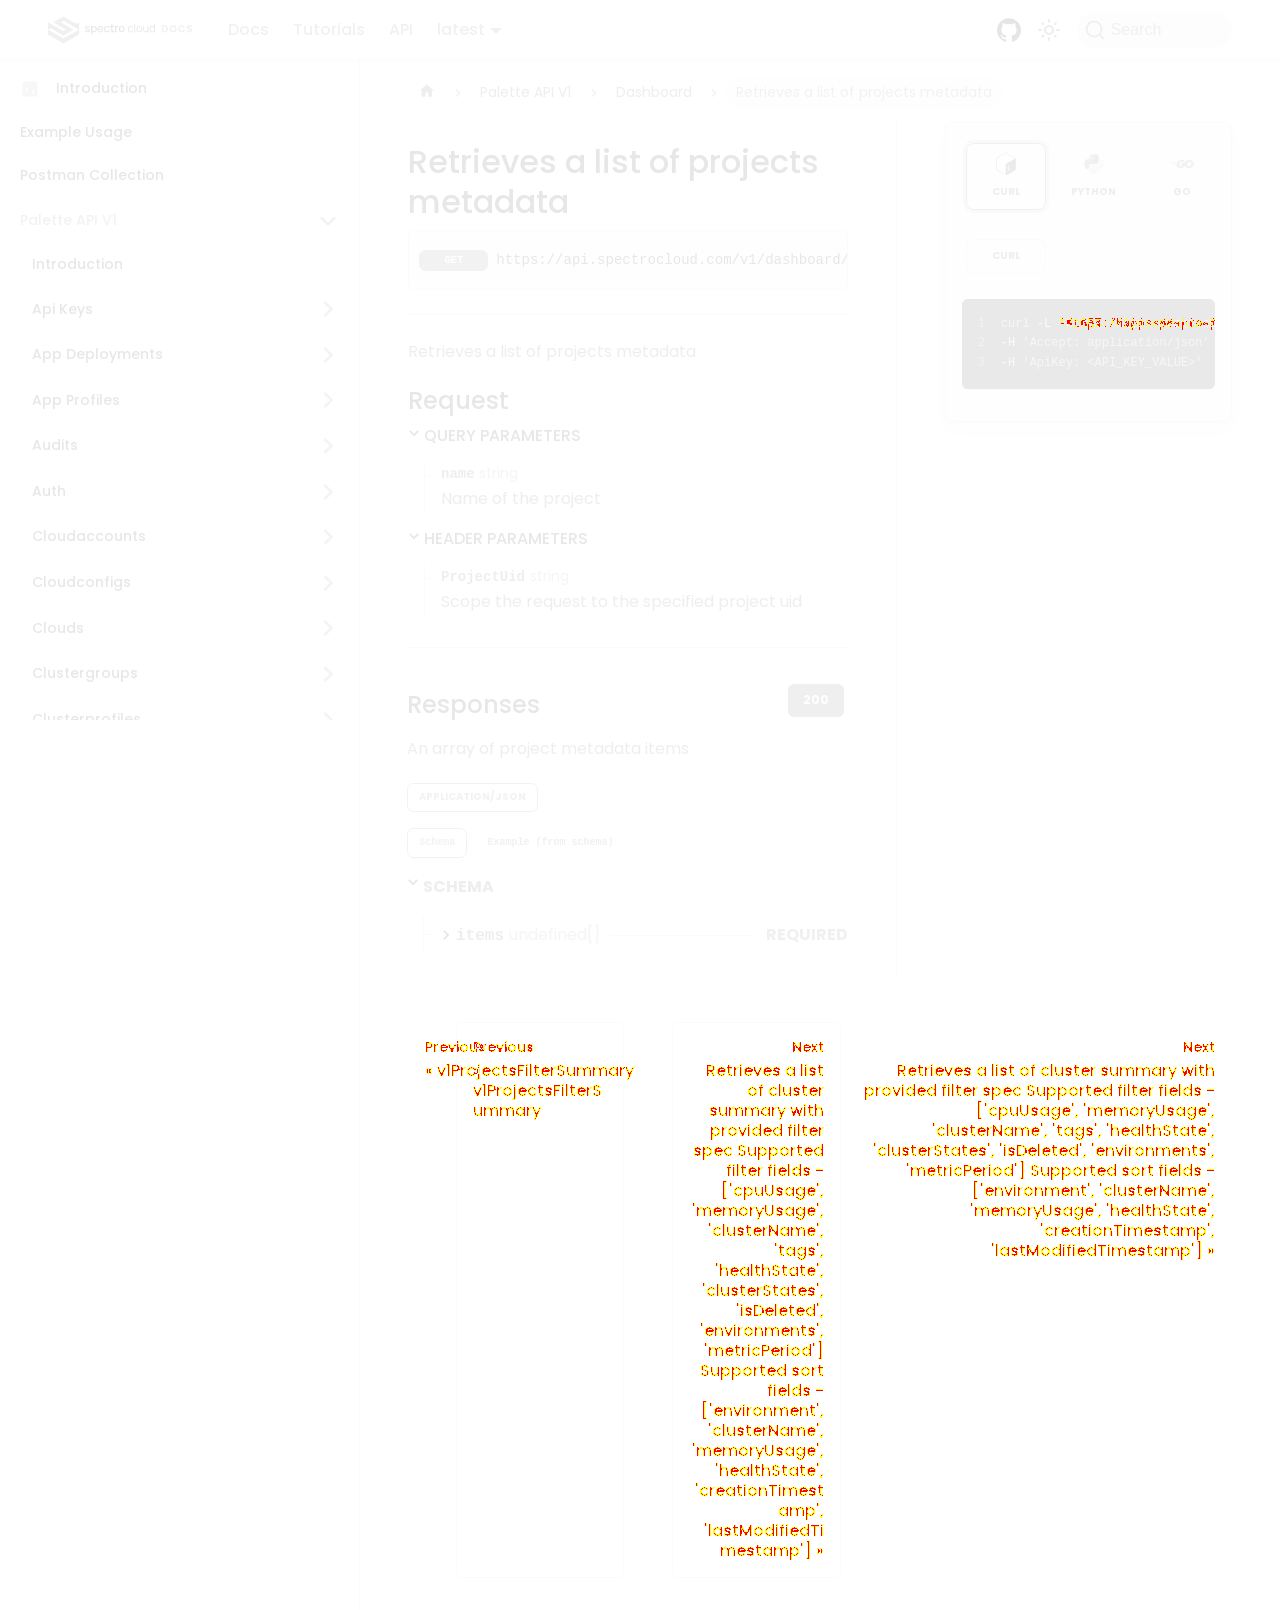 spectro cloud DOCS
Docs
Tutorials
API
latest
Search
Introduction
Example Usage
Postman Collection
Palette API V1
Introduction
Api Keys
App Deployments
App Profiles
Audits
Auth
Cloudaccounts
Cloudconfigs
Clouds
Clustergroups
Clusterprofiles
Palette API V1
Dashboard
Retrieves a list of projects metadata
Retrieves a list of projects
metadata
GET https://api.spectrocloud.com/v1/dashboard/
Retrieves a list of projects metadata
Request
QUERY PARAMETERS
name string
Name of the project
HEADER PARAMETERS
ProjectUid string
Scope the request to the specified project uid
Responses
200
An array of project metadata items
APPLICATION/JSON
Schema
Example (from schema)
SCHEMA
items undefined[]
REQUIRED
CURL
PYTHON
GO
CURL
1 curl -L
2 -H 'Accept: application/json'
3 -H 'ApiKey: <API_KEY_VALUE>'
Previous
« v1ProjectsFilterSummary
Previous
v1ProjectsFilterS
ummary
Next
Retrieves a list
of cluster
summary with
provided filter
spec Supported
filter fields -
['cpuUsage',
'memoryUsage',
'clusterName',
'tags',
'healthState',
'clusterStates',
'isDeleted',
'environments',
'metricPeriod']
Supported sort
fields -
['environment',
'clusterName',
'memoryUsage',
'healthState',
'creationTimest
amp',
'lastModifiedTi
mestamp'] »
Next
Retrieves a list of cluster summary with
provided filter spec Supported filter fields -
['cpuUsage', 'memoryUsage',
'clusterName', 'tags', 'healthState',
'clusterStates', 'isDeleted', 'environments',
'metricPeriod'] Supported sort fields -
['environment', 'clusterName',
'memoryUsage', 'healthState',
'creationTimestamp',
'lastModifiedTimestamp'] »